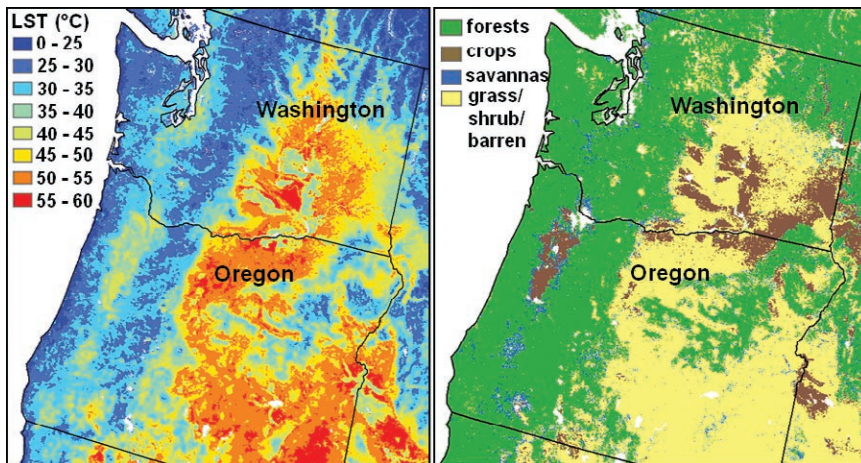 LST (°C)
0 - 25
25 - 30
30 - 35
35 - 40
40 - 45
45 - 50
50 - 55
55 - 60
Washington
Oregon
forests
crops
savannas
grass/
shrub/
barren
Washington
Oregon